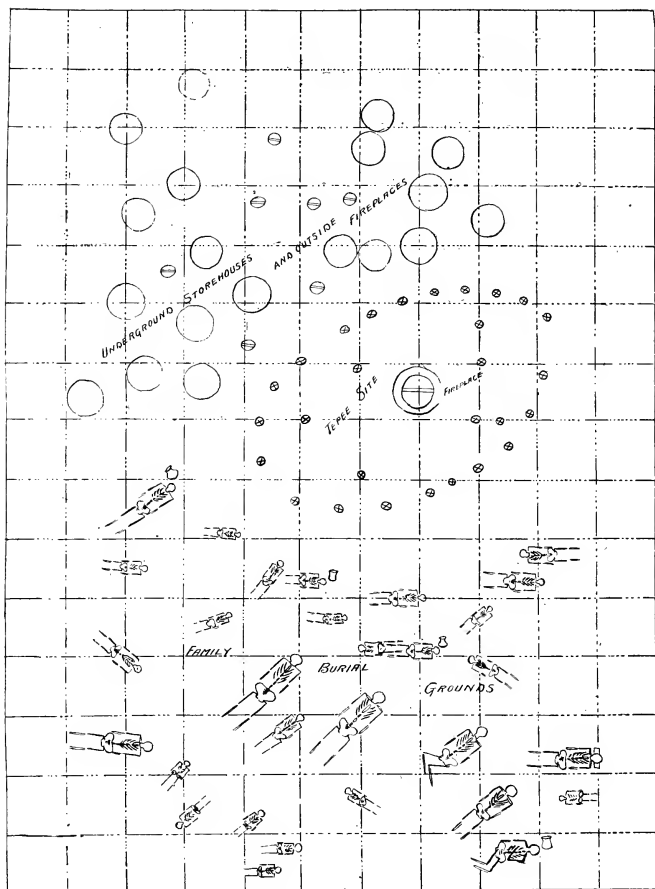 UNDERGROUND STOREHOUSES AND OUTSIDE FIREPLACES
TEPEE SITE
FIREPLACE
FAMILY BURIAL GROUNDS